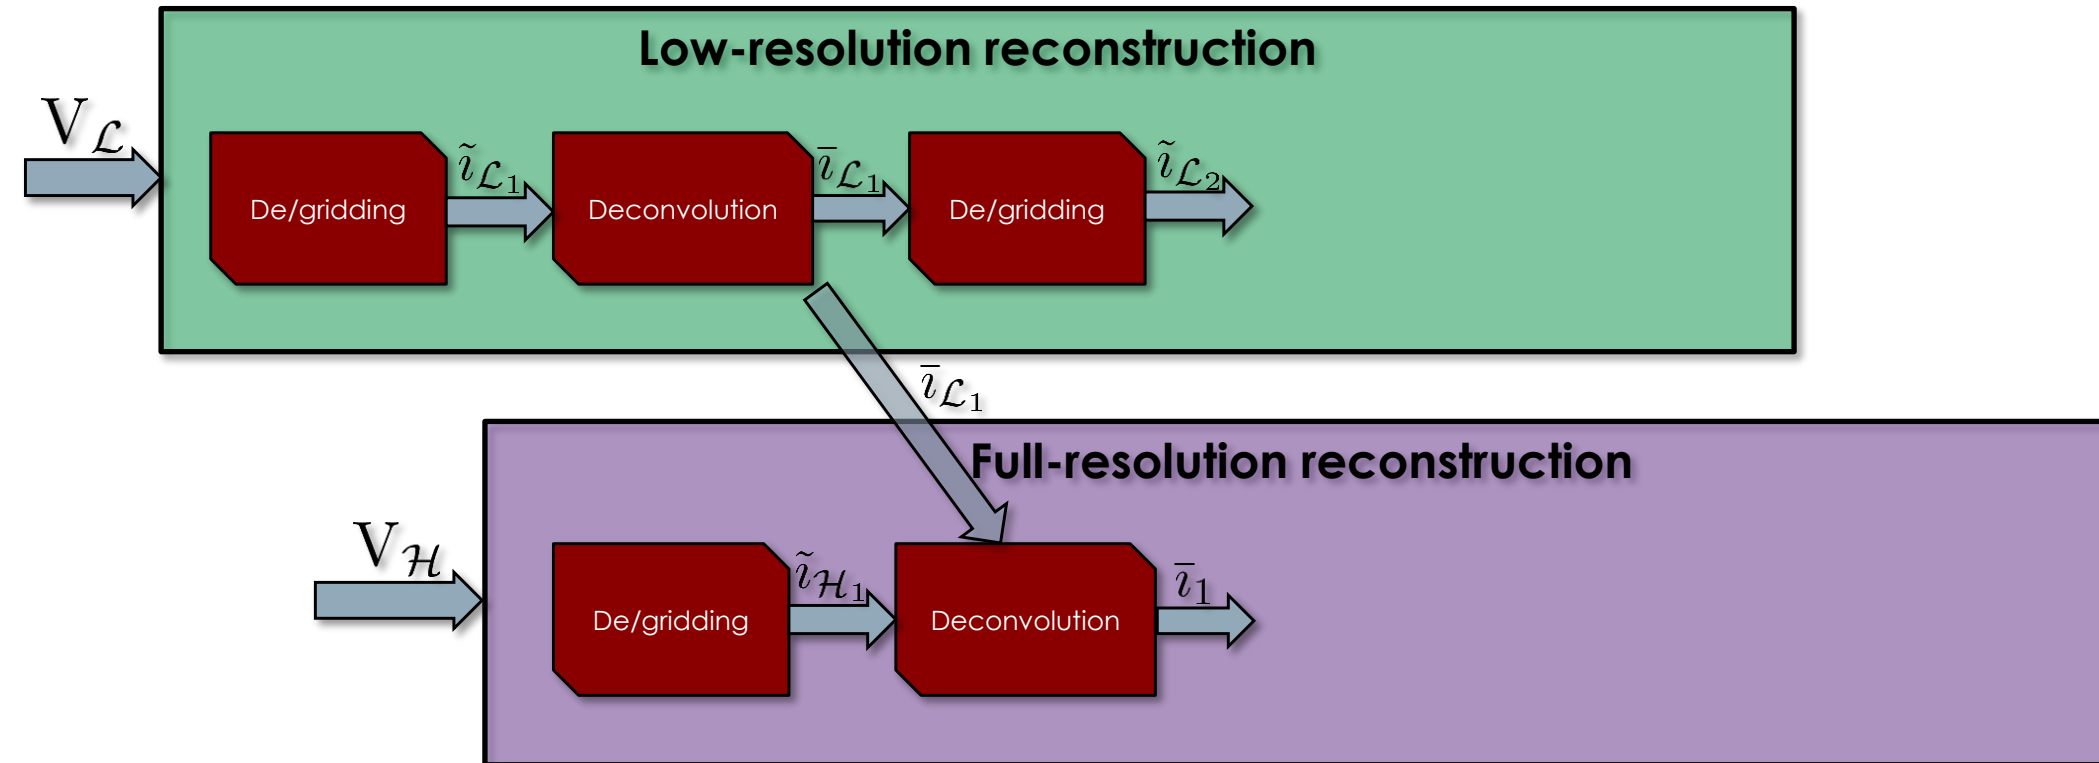 Low-resolution reconstruction
V_ℒ
De/gridding
ĩ_ℒ₁
Deconvolution
ī_ℒ₁
De/gridding
ĩ_ℒ₂
ī_ℒ₁
Full-resolution reconstruction
V_ℋ
De/gridding
ĩ_ℋ₁
Deconvolution
ī₁